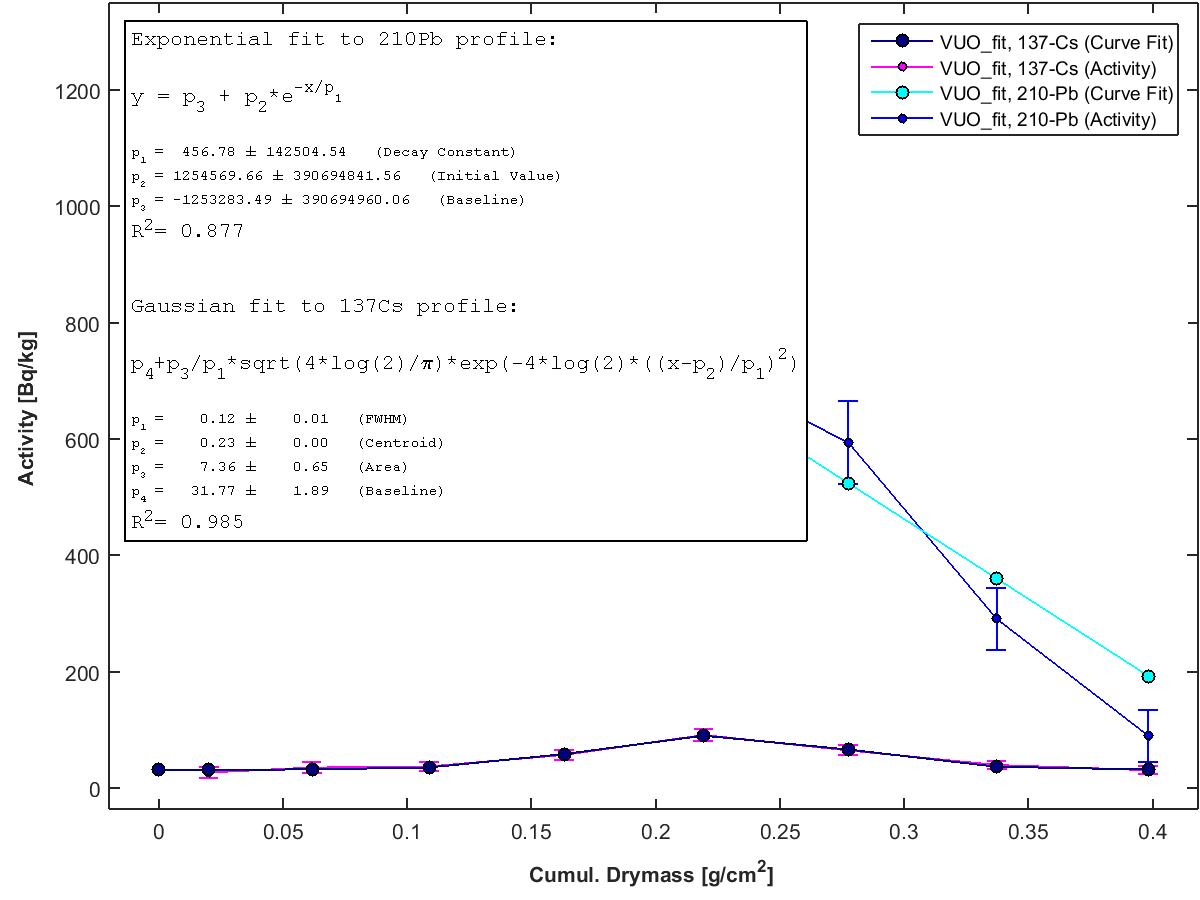 Exponential fit to 210Pb profile:
y = p3 + p2*e-x/p1
p1 = 456.78 ± 142504.54 (Decay Constant)
p2 = 1254569.66 ± 390694841.56 (Initial Value)
p3 = -1253283.49 ± 390694960.06 (Baseline)
R2= 0.877
Gaussian fit to 137Cs profile:
p4+p3/p1*sqrt(4*log(2)/π)*exp(-4*log(2)*((x-p2)/p1)2)
p1 = 0.12 ± 0.01 (FWHM)
p2 = 0.23 ± 0.00 (Centroid)
p3 = 7.36 ± 0.65 (Area)
p4 = 31.77 ± 1.89 (Baseline)
R2= 0.985
VUO_fit, 137-Cs (Curve Fit)
VUO_fit, 137-Cs (Activity)
VUO_fit, 210-Pb (Curve Fit)
VUO_fit, 210-Pb (Activity)
Activity [Bq/kg]
1200
1000
800
600
400
200
0
0 0.05 0.1 0.15 0.2 0.25 0.3 0.35 0.4
Cumul. Drymass [g/cm2]